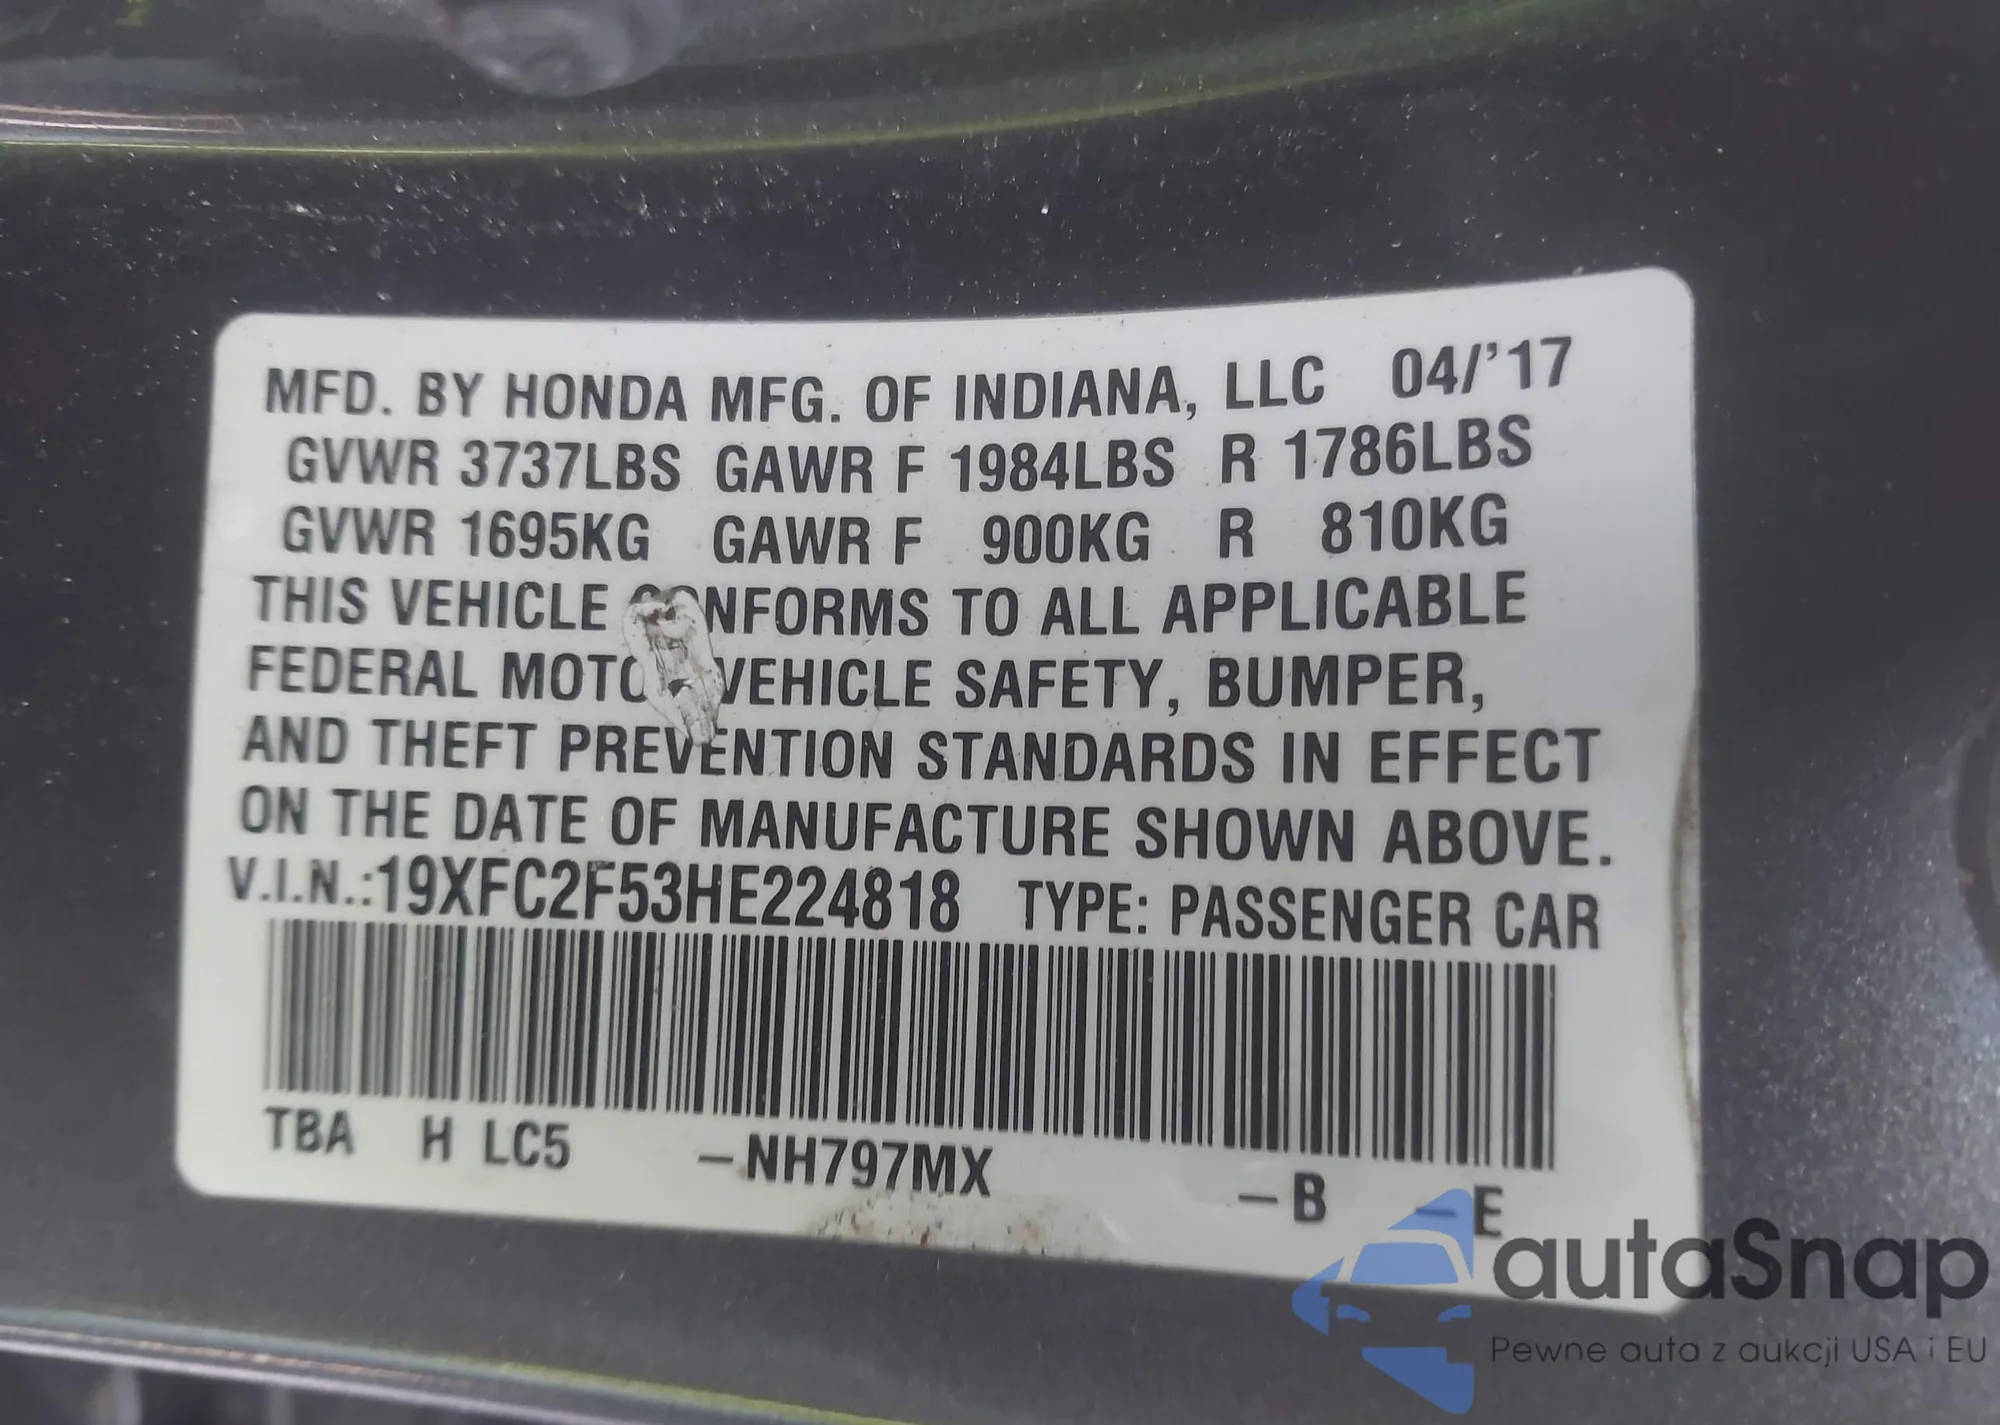 MFD. BY HONDA MFG. OF INDIANA, LLC 04/'17
GVWR 3737LBS GAWR F 1984LBS R 1786LBS
GVWR 1695KG GAWR F 900KG R 810KG
THIS VEHICLE CONFORMS TO ALL APPLICABLE
FEDERAL MOTOR VEHICLE SAFETY, BUMPER,
AND THEFT PREVENTION STANDARDS IN EFFECT
ON THE DATE OF MANUFACTURE SHOWN ABOVE.
V.I.N.:19XFC2F53HE224818 TYPE: PASSENGER CAR
TBA H LC5 –NH797MX –B –E
autaSnap
Pewne auta z aukcji USA i EU